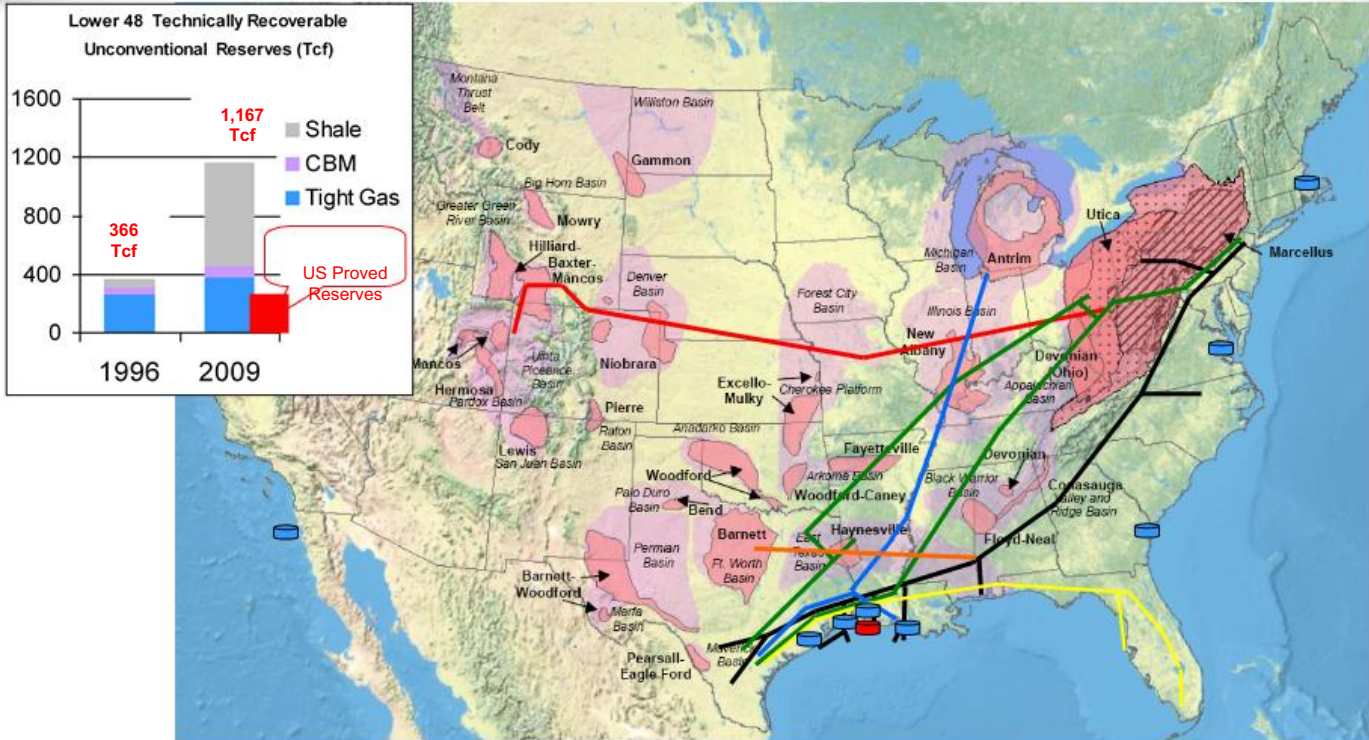 Lower 48 Technically Recoverable
Unconventional Reserves (Tcf)
1600
1200
800
400
0
366
Tcf
1,167
Tcf
Shale
CBM
Tight Gas
US Proved
Reserves
1996
2009
Montana
Thrust
Belt
Cody
Williston Basin
Gammon
Big Horn Basin
Greater Green
River Basin
Mowry
Hilliard-
Baxter-
Mancos
Denver
Basin
Mancos
Niobrara
Uinta
Piceance
Basin
Hermosa
Pardox Basin
Pierre
Raton
Basin
Lewis
San Juan Basin
Anadarko Basin
Forest City
Basin
Excello-
Mulky
Cherokee Platform
Michigan
Basin
Antrim
Illinois Basin
New
Albany
Utica
Marcellus
Devonian
(Ohio)
Appalachian
Basin
Fayetteville
Arkoma Basin
Woodford
Woodford-Caney
Palo Duro
Basin
Bend
Barnett
Ft. Worth
Basin
Permian
Basin
Barnett-
Woodford
Marfa
Basin
Pearsall-
Eagle Ford
Maverick
Basin
East
Texas
Basin
Haynesville
Black Warrior
Basin
Devonian
Conasauga
Valley and
Ridge Basin
Floyd-Neal